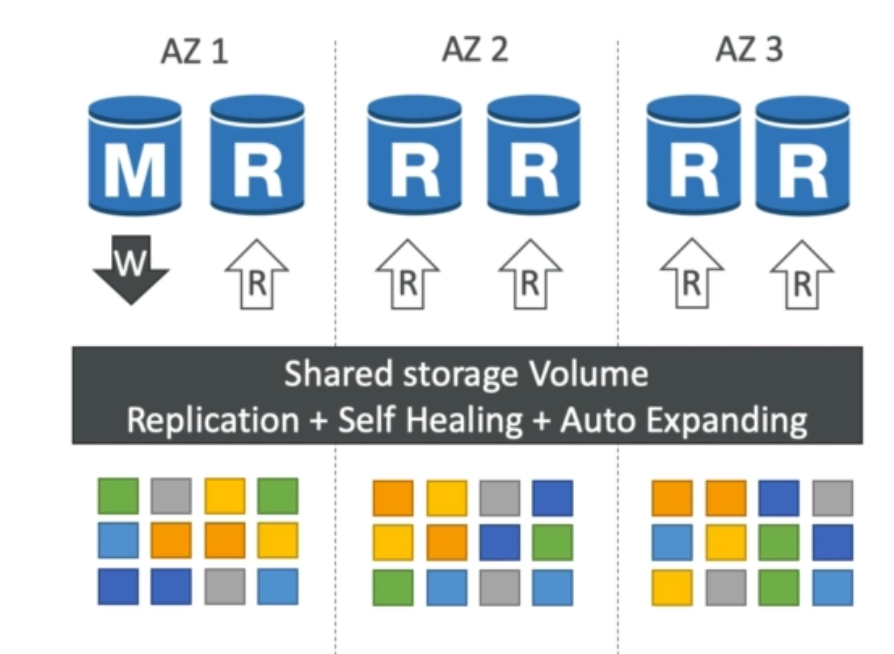 AZ 1 AZ 2 AZ 3
M R R R R R
W R R R R R
Shared storage Volume
Replication + Self Healing + Auto Expanding